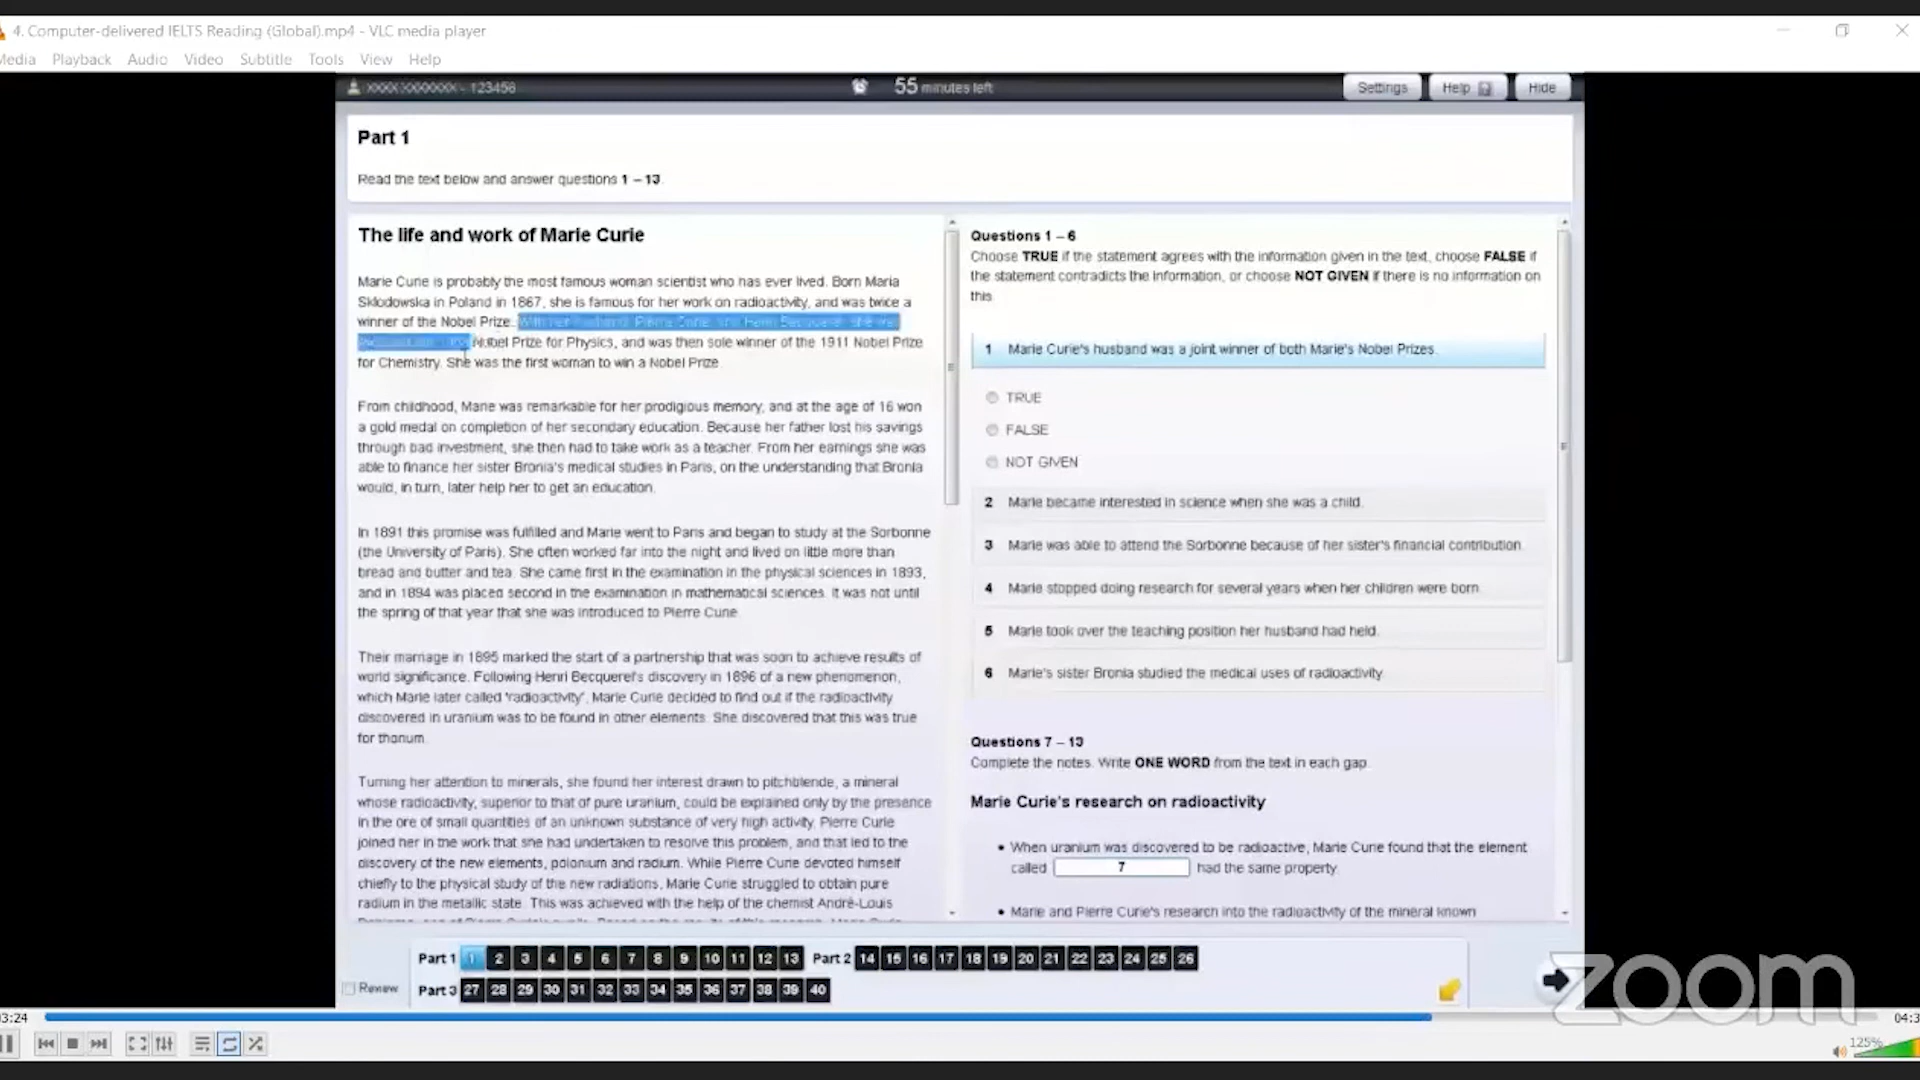 4. Computer-delivered IELTS Reading (Global).mp4 - VLC media player
Media Playback Audio Video Subtitle Tools View Help
XXXX XXXXXXX - 123456
55 minutes left
Settings Help Hide
Part 1
Read the text below and answer questions 1 – 13.
The life and work of Marie Curie
Marie Curie is probably the most famous woman scientist who has ever lived. Born Maria
Sklodowska in Poland in 1867, she is famous for her work on radioactivity, and was twice a
winner of the Nobel Prize. With her husband, Pierre Curie, and Henri Becquerel, she was
Nobel Prize for Physics, and was then sole winner of the 1911 Nobel Prize
for Chemistry. She was the first woman to win a Nobel Prize.
From childhood, Marie was remarkable for her prodigious memory, and at the age of 16 won
a gold medal on completion of her secondary education. Because her father lost his savings
through bad investment, she then had to take work as a teacher. From her earnings she was
able to finance her sister Bronia's medical studies in Paris, on the understanding that Bronia
would, in turn, later help her to get an education.
In 1891 this promise was fulfilled and Marie went to Paris and began to study at the Sorbonne
(the University of Paris). She often worked far into the night and lived on little more than
bread and butter and tea. She came first in the examination in the physical sciences in 1893,
and in 1894 was placed second in the examination in mathematical sciences. It was not until
the spring of that year that she was introduced to Pierre Curie.
Their marriage in 1895 marked the start of a partnership that was soon to achieve results of
world significance. Following Henri Becquerel's discovery in 1896 of a new phenomenon,
which Marie later called 'radioactivity', Marie Curie decided to find out if the radioactivity
discovered in uranium was to be found in other elements. She discovered that this was true
for thorium.
Turning her attention to minerals, she found her interest drawn to pitchblende, a mineral
whose radioactivity, superior to that of pure uranium, could be explained only by the presence
in the ore of small quantities of an unknown substance of very high activity. Pierre Curie
joined her in the work that she had undertaken to resolve this problem, and that led to the
discovery of the new elements, polonium and radium. While Pierre Curie devoted himself
chiefly to the physical study of the new radiations, Marie Curie struggled to obtain pure
radium in the metallic state. This was achieved with the help of the chemist André-Louis
Questions 1 – 6
Choose TRUE if the statement agrees with the information given in the text, choose FALSE if
the statement contradicts the information, or choose NOT GIVEN if there is no information on
this.
1 Marie Curie's husband was a joint winner of both Marie's Nobel Prizes.
TRUE
FALSE
NOT GIVEN
2 Marie became interested in science when she was a child.
3 Marie was able to attend the Sorbonne because of her sister's financial contribution.
4 Marie stopped doing research for several years when her children were born.
5 Marie took over the teaching position her husband had held.
6 Marie's sister Bronia studied the medical uses of radioactivity.
Questions 7 – 13
Complete the notes. Write ONE WORD from the text in each gap.
Marie Curie's research on radioactivity
• When uranium was discovered to be radioactive, Marie Curie found that the element
called 7 had the same property.
• Marie and Pierre Curie's research into the radioactivity of the mineral known
Part 1 1 2 3 4 5 6 7 8 9 10 11 12 13 Part 2 14 15 16 17 18 19 20 21 22 23 24 25 26
Review Part 3 27 28 29 30 31 32 33 34 35 36 37 38 39 40
zoom
03:24
125%